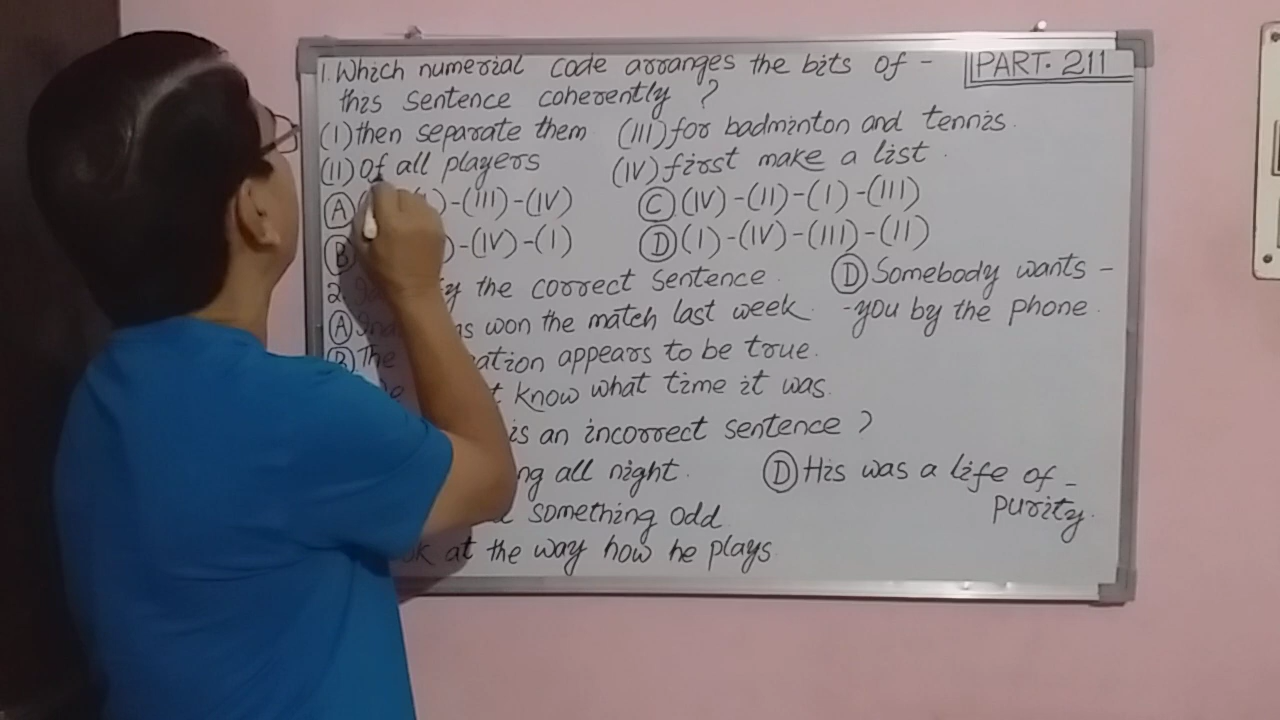 1. Which numerical code arranges the bits of -
PART. 211
this sentence coherently ?
(I) then separate them (III) for badminton and tennis.
(II) Of all players (IV) first make a list.
(A) - (III) - (IV)
(C) (IV) - (II) - (I) - (III)
(B) - (IV) - (I)
(D) (I) - (IV) - (III) - (II)
2. the correct sentence.
(D) Somebody wants -
(A) won the match last week.
- you by the phone.
(B) The appears to be true.
know what time it was.
is an incorrect sentence ?
all night.
(D) His was a life of -
purity.
something odd.
at the way how he plays.